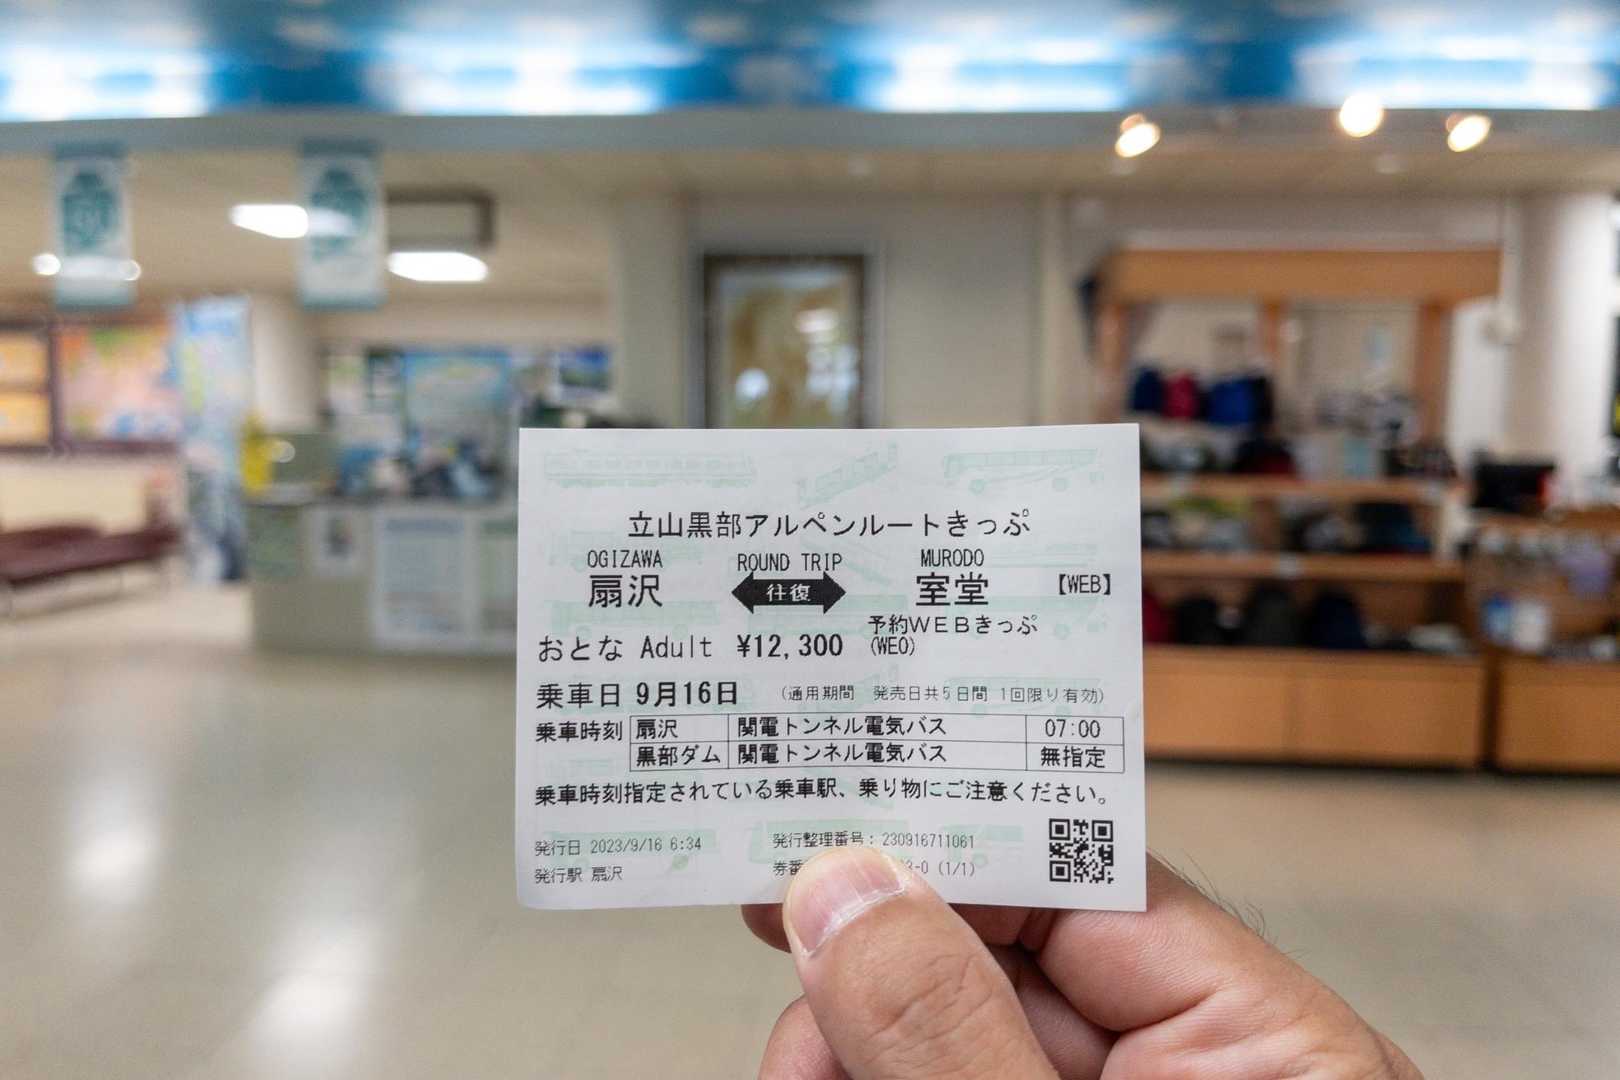 立山黒部アルペンルートきっぷ
OGIZAWA ROUND TRIP MURODO
扇沢 往復 室堂 【WEB】
予約WEBきっぷ
おとな Adult ¥12,300 (WEO)
乗車日 9月16日 (通用期間 発売日共5日間 1回限り有効)
乗車時刻 扇沢 関電トンネル電気バス 07:00
黒部ダム 関電トンネル電気バス 無指定
乗車時刻指定されている乗車駅、乗り物にご注意ください。
発行日 2023/9/16 6:34 発行整理番号:230916711061
発行駅 扇沢 券番 3-0 (1/1)